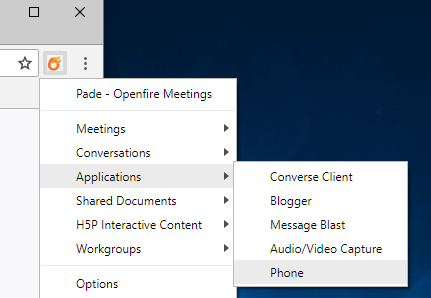 Pade - Openfire Meetings
Meetings
Conversations
Applications
Shared Documents
H5P Interactive Content
Workgroups
Options
Converse Client
Blogger
Message Blast
Audio/Video Capture
Phone